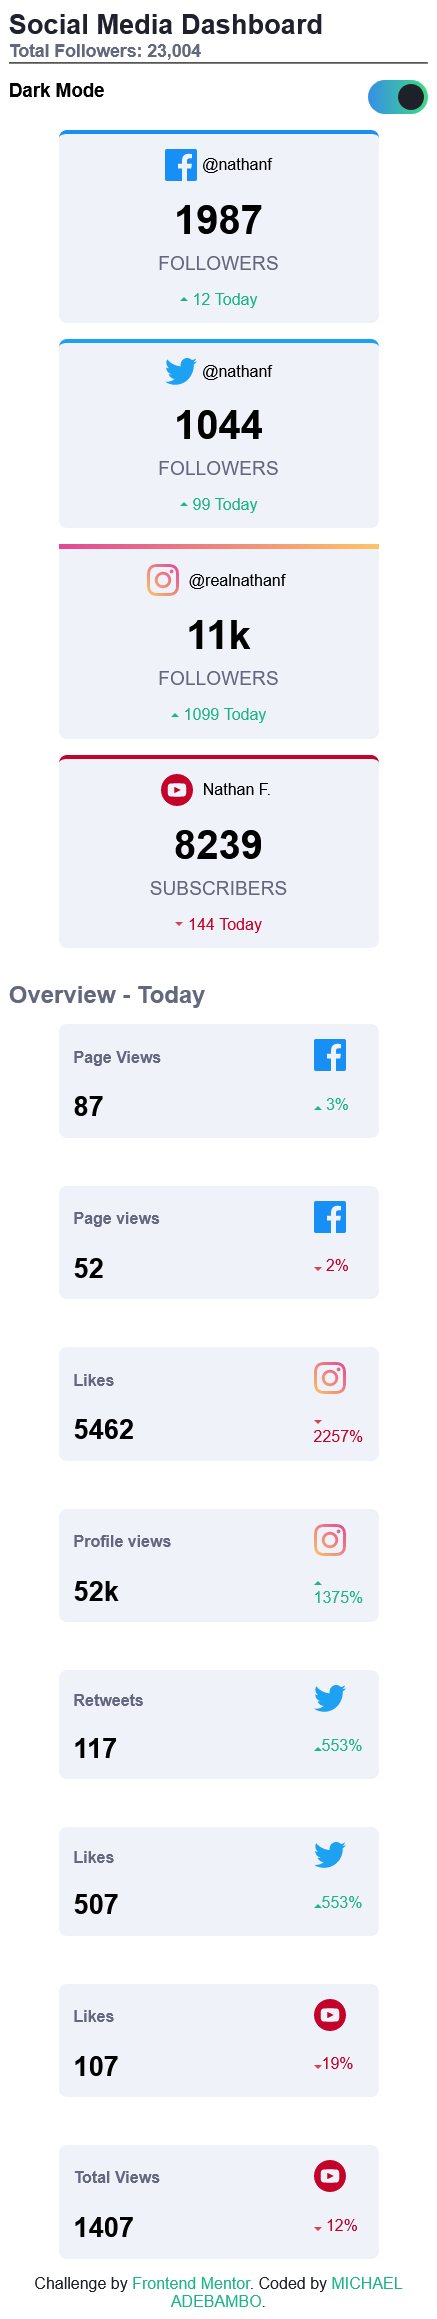 Social Media Dashboard
Total Followers: 23,004
Dark Mode
@nathanf
1987
FOLLOWERS
12 Today
@nathanf
1044
FOLLOWERS
99 Today
@realnathanf
11k
FOLLOWERS
1099 Today
Nathan F.
8239
SUBSCRIBERS
144 Today
Overview - Today
Page Views
87
3%
Page views
52
2%
Likes
5462
2257%
Profile views
52k
1375%
Retweets
117
553%
Likes
507
553%
Likes
107
19%
Total Views
1407
12%
Challenge by Frontend Mentor. Coded by MICHAEL
ADEBAMBO.